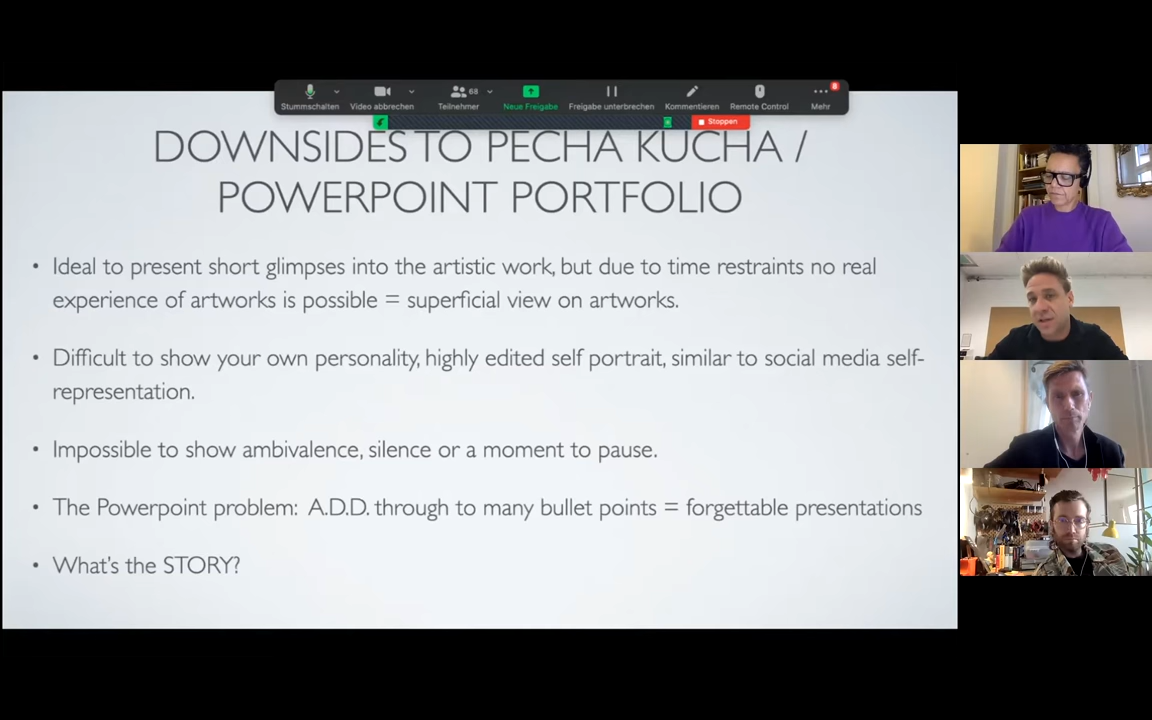 68
8
Stummschalten
Video abbrechen
Teilnehmer
Neue Freigabe
Freigabe unterbrechen
Kommentieren
Remote Control
Mehr
Stoppen
DOWNSIDES TO PECHA KUCHA /
POWERPOINT PORTFOLIO
• Ideal to present short glimpses into the artistic work, but due to time restraints no real
experience of artworks is possible = superficial view on artworks.
• Difficult to show your own personality, highly edited self portrait, similar to social media self-
representation.
• Impossible to show ambivalence, silence or a moment to pause.
• The Powerpoint problem: A.D.D. through to many bullet points = forgettable presentations
• What's the STORY?